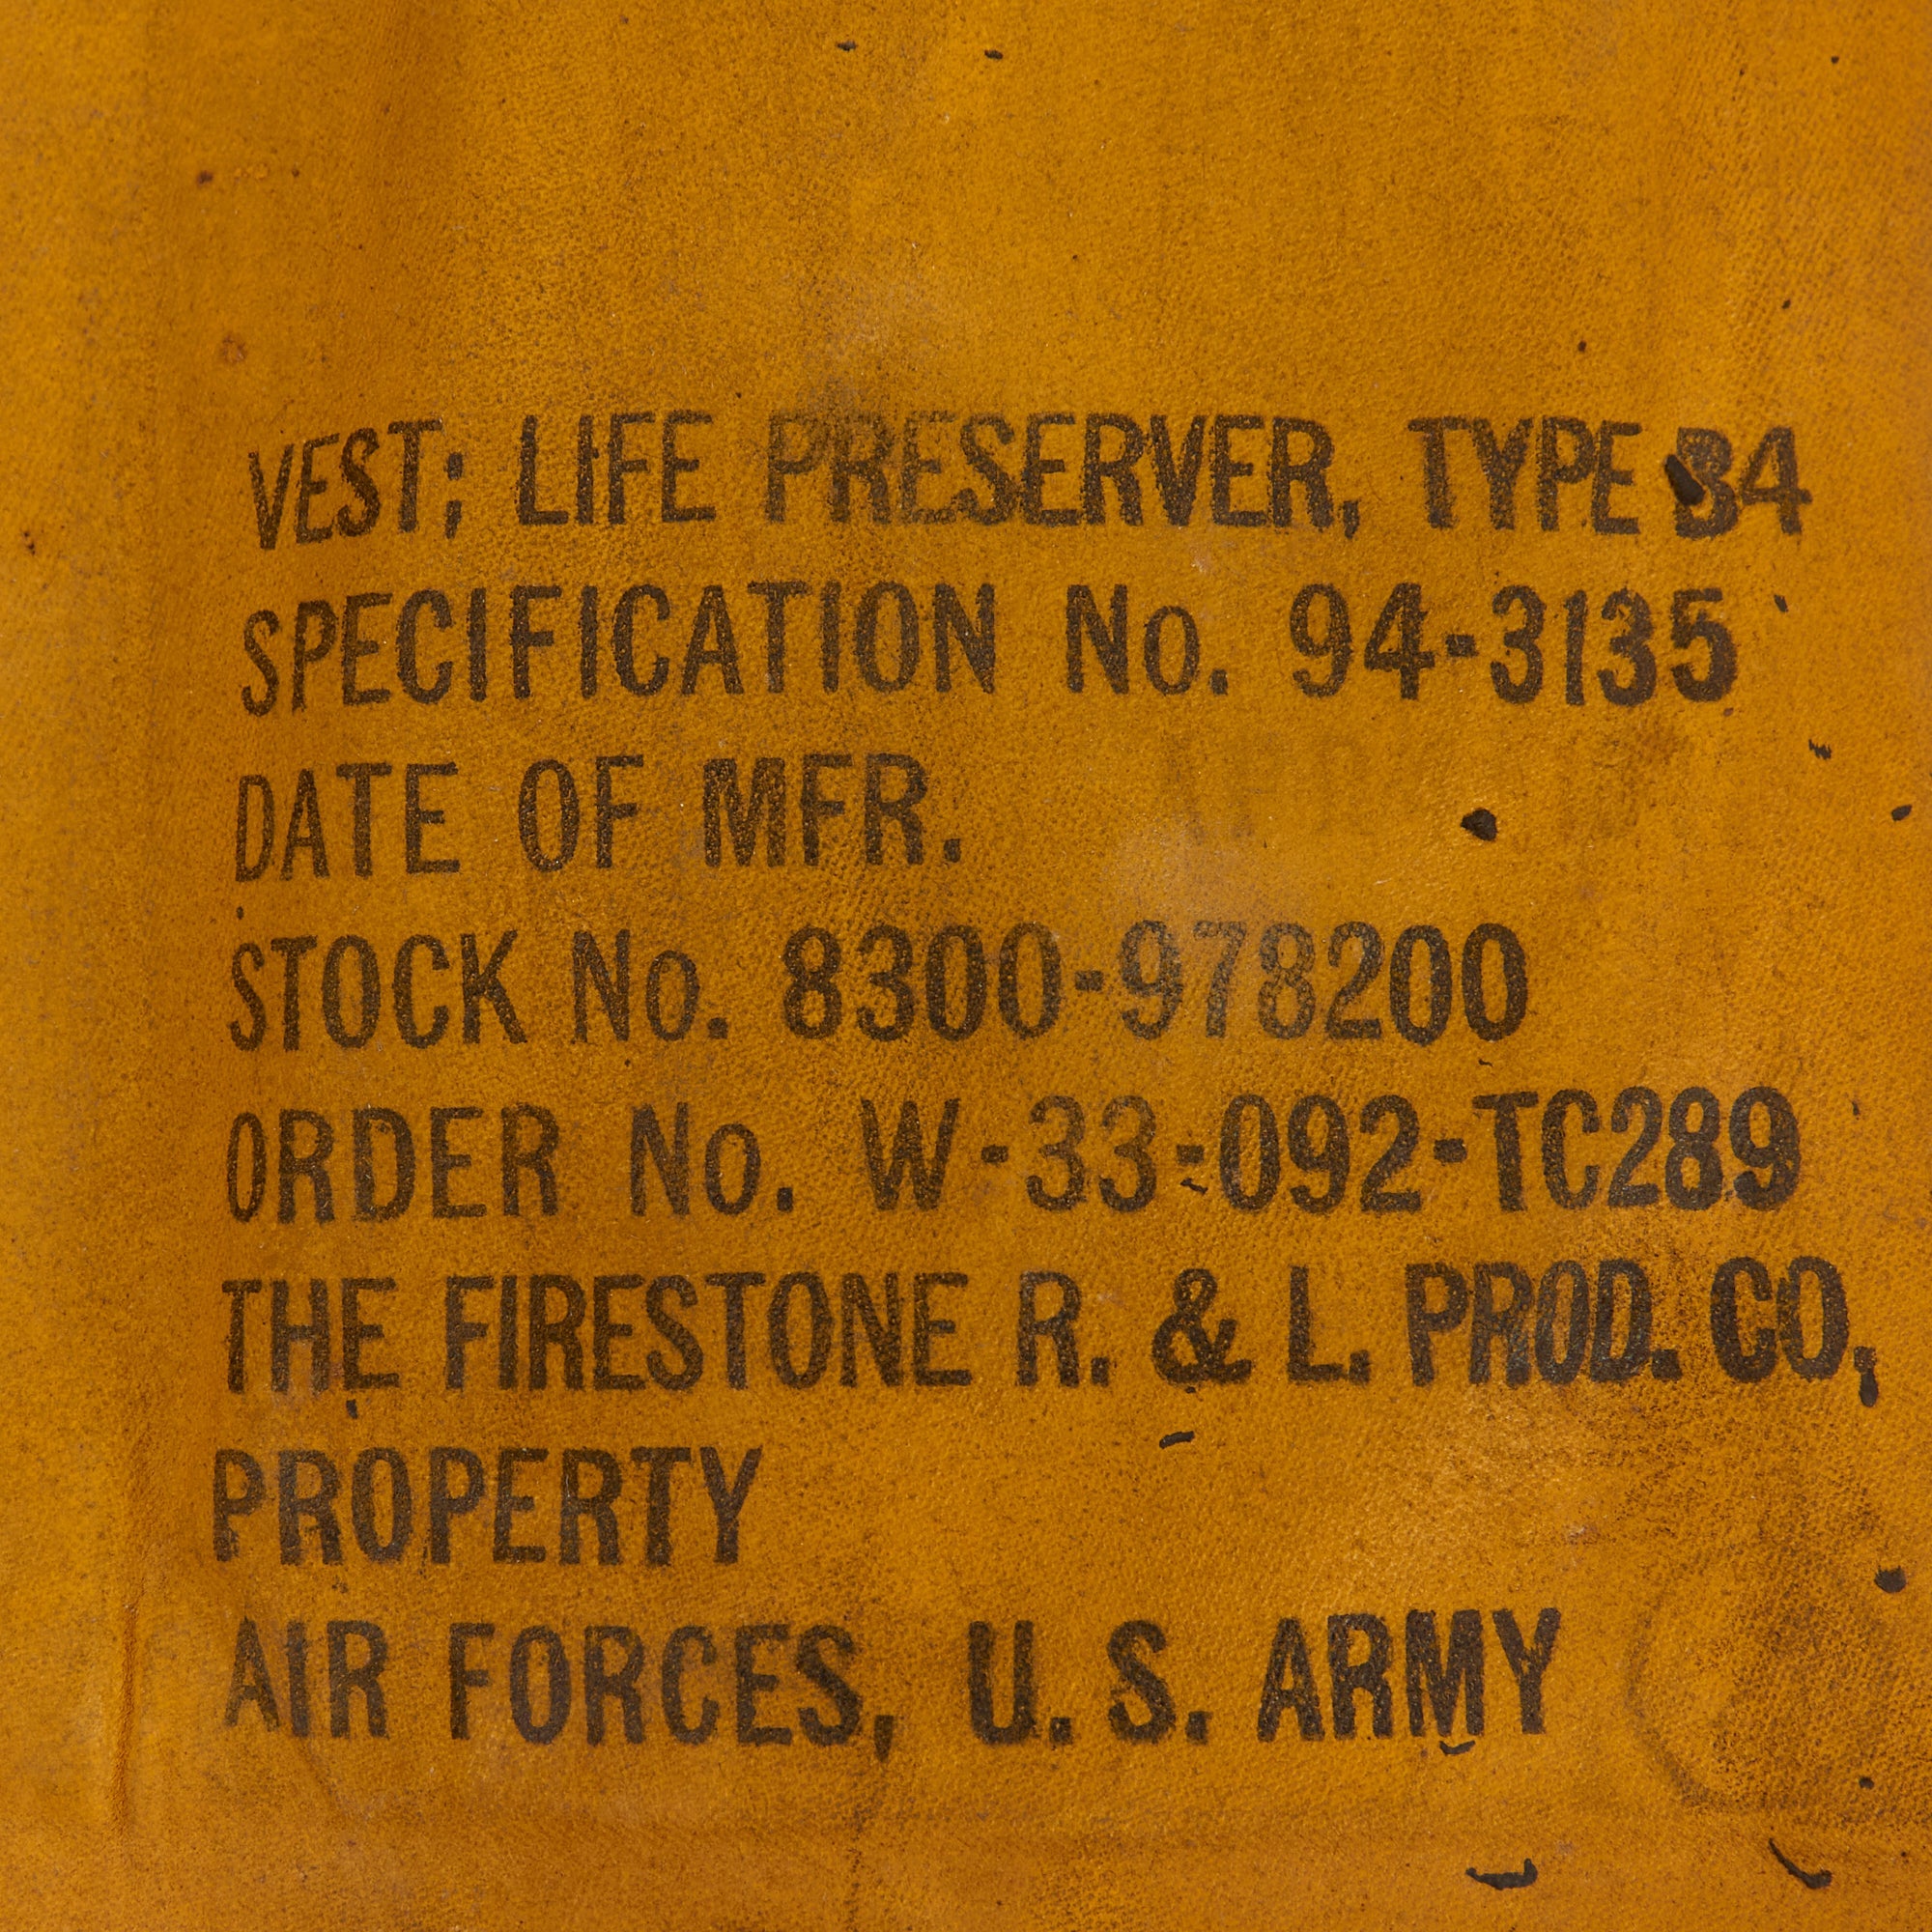 VEST; LIFE PRESERVER, TYPE B4
SPECIFICATION No. 94-3135
DATE OF MFR.
STOCK No. 8300-978200
ORDER No. W-33-092-TC289
THE FIRESTONE R. & L. PROD. CO,
PROPERTY
AIR FORCES, U. S. ARMY